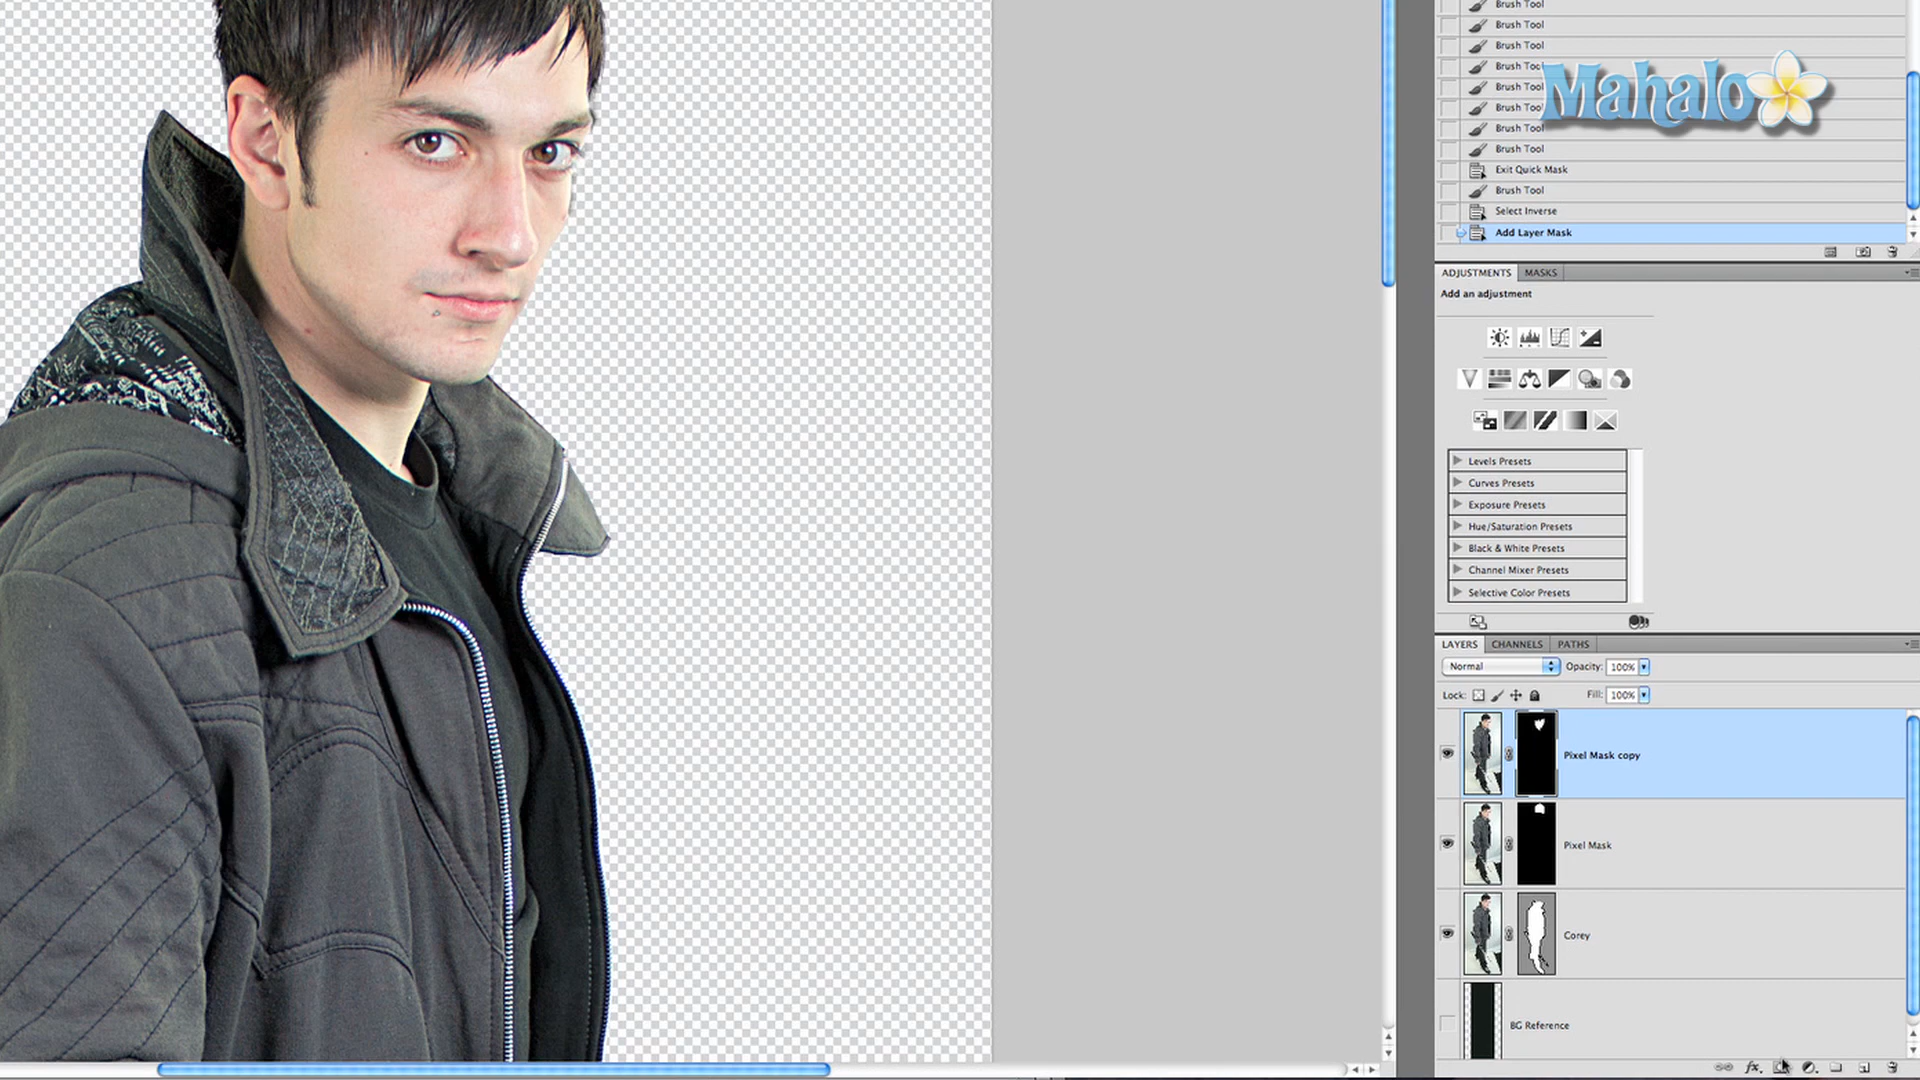 Brush Tool
Brush Tool
Brush Tool
Brush Tool
Brush Tool
Brush Tool
Brush Tool
Brush Tool
Mahalo
Exit Quick Mask
Brush Tool
Select Inverse
Add Layer Mask
ADJUSTMENTS MASKS
Add an adjustment
Levels Presets
Curves Presets
Exposure Presets
Hue/Saturation Presets
Black & White Presets
Channel Mixer Presets
Selective Color Presets
LAYERS CHANNELS PATHS
Normal Opacity: 100%
Lock: Fill: 100%
Pixel Mask copy
Pixel Mask
Corey
BG Reference
fx